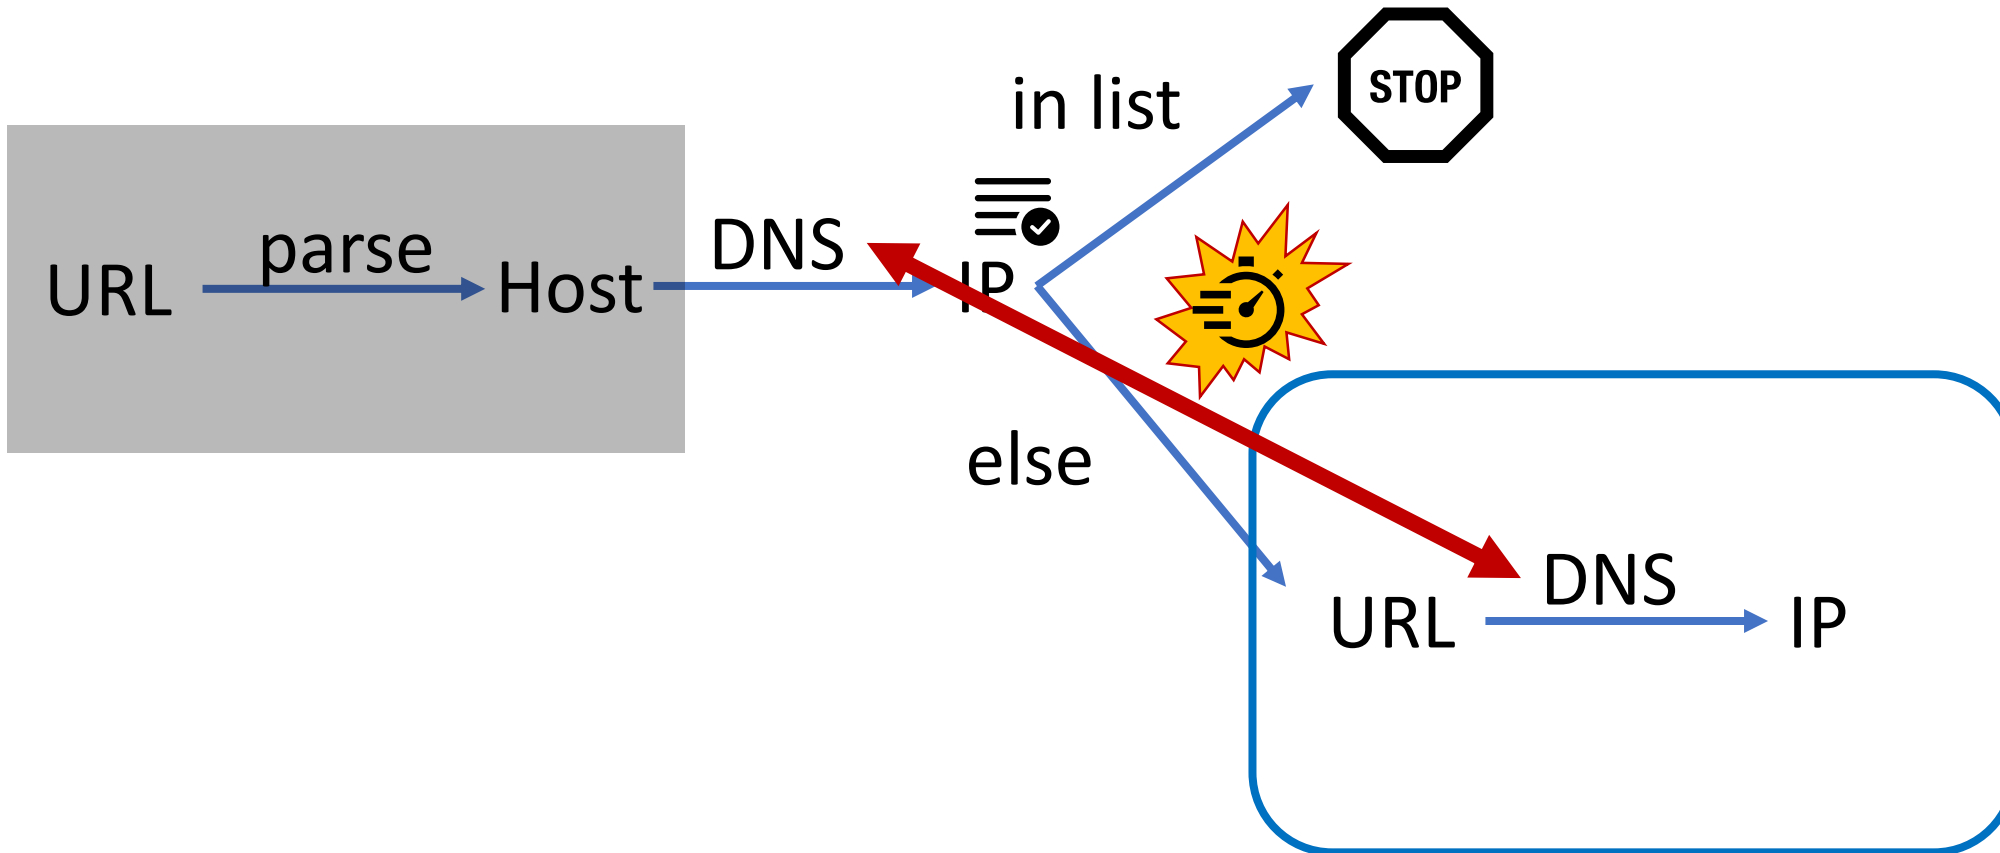 STOP
in list
URL
parse
Host
DNS
IP
else
URL
DNS
IP